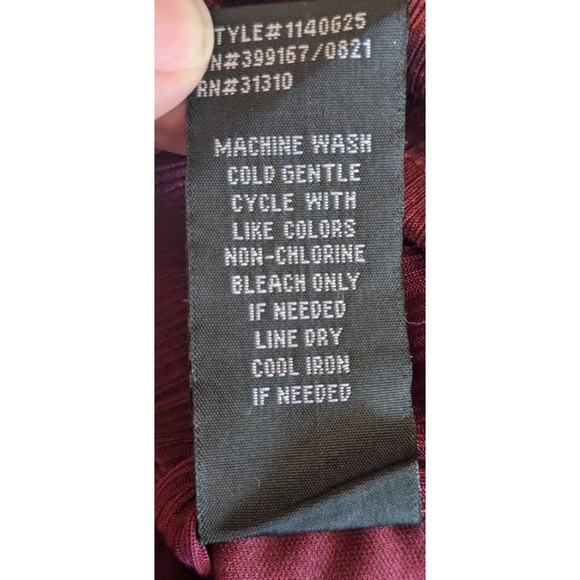 TYLE#1140625
N#399167/0821
RN#31310
MACHINE WASH
COLD GENTLE
CYCLE WITH
LIKE COLORS
NON-CHLORINE
BLEACH ONLY
IF NEEDED
LINE DRY
COOL IRON
IF NEEDED